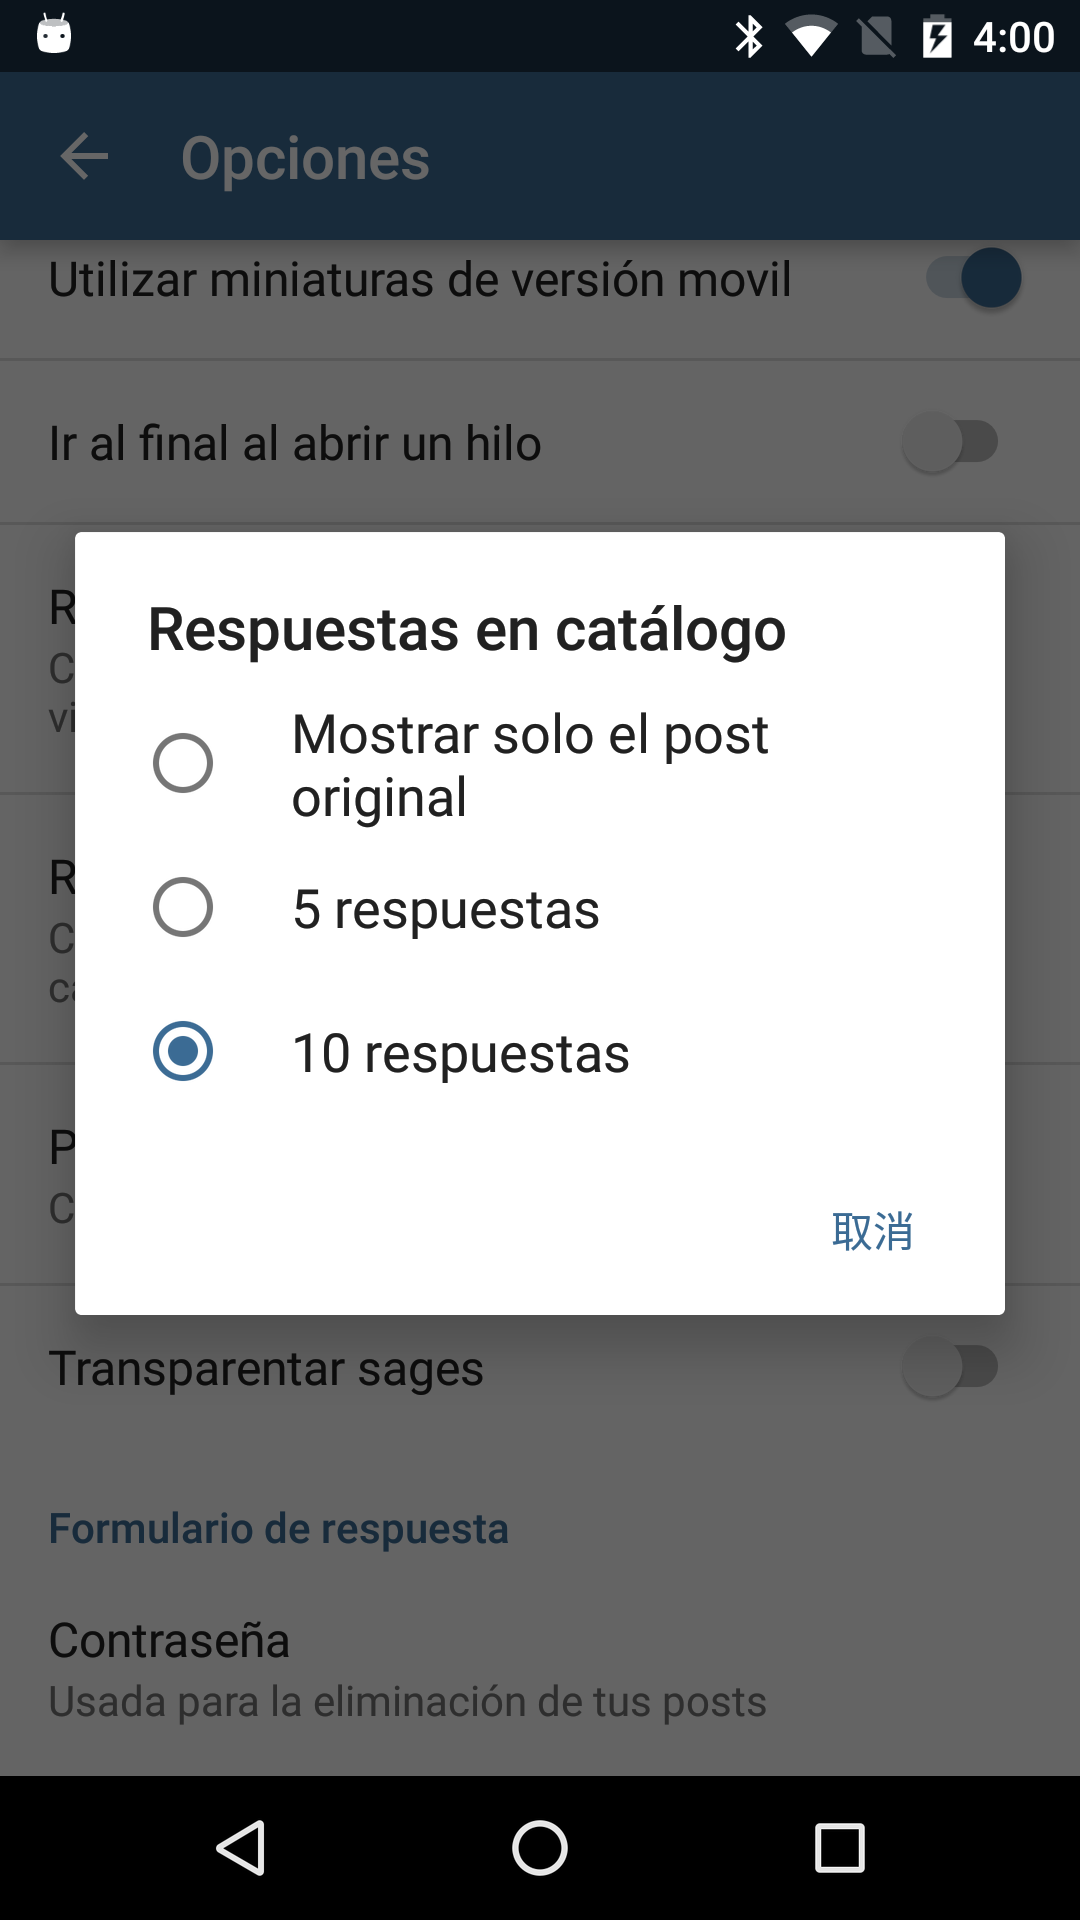 4:00
Opciones
Utilizar miniaturas de versión movil
Ir al final al abrir un hilo
R
C
vi
Respuestas en catálogo
Mostrar solo el post
original
R
5 respuestas
C
ca
10 respuestas
P
C
取消
Transparentar sages
Formulario de respuesta
Contraseña
Usada para la eliminación de tus posts